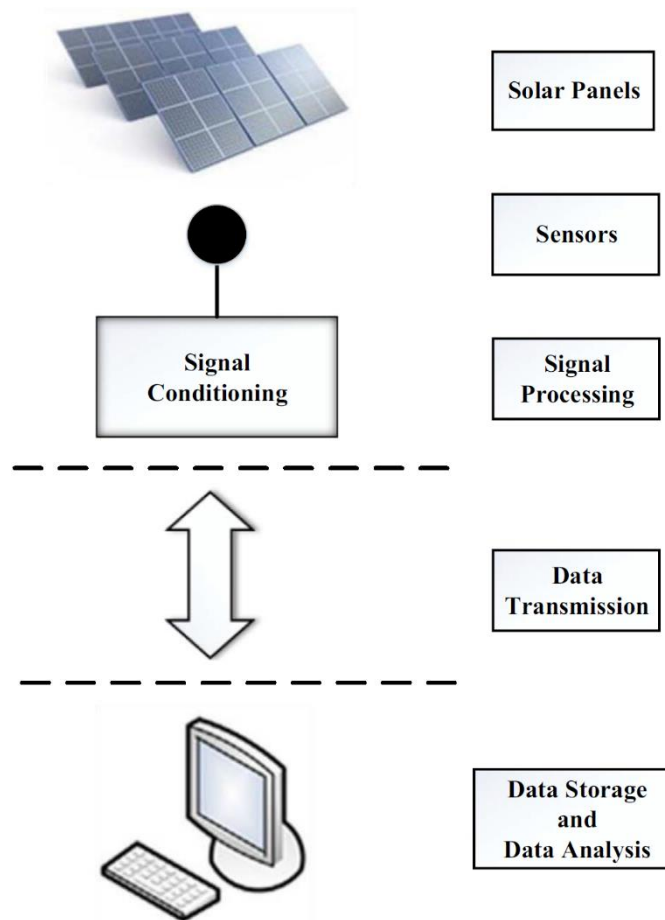 Solar Panels
Sensors
Signal
Conditioning
Signal
Processing
Data
Transmission
Data Storage
and
Data Analysis